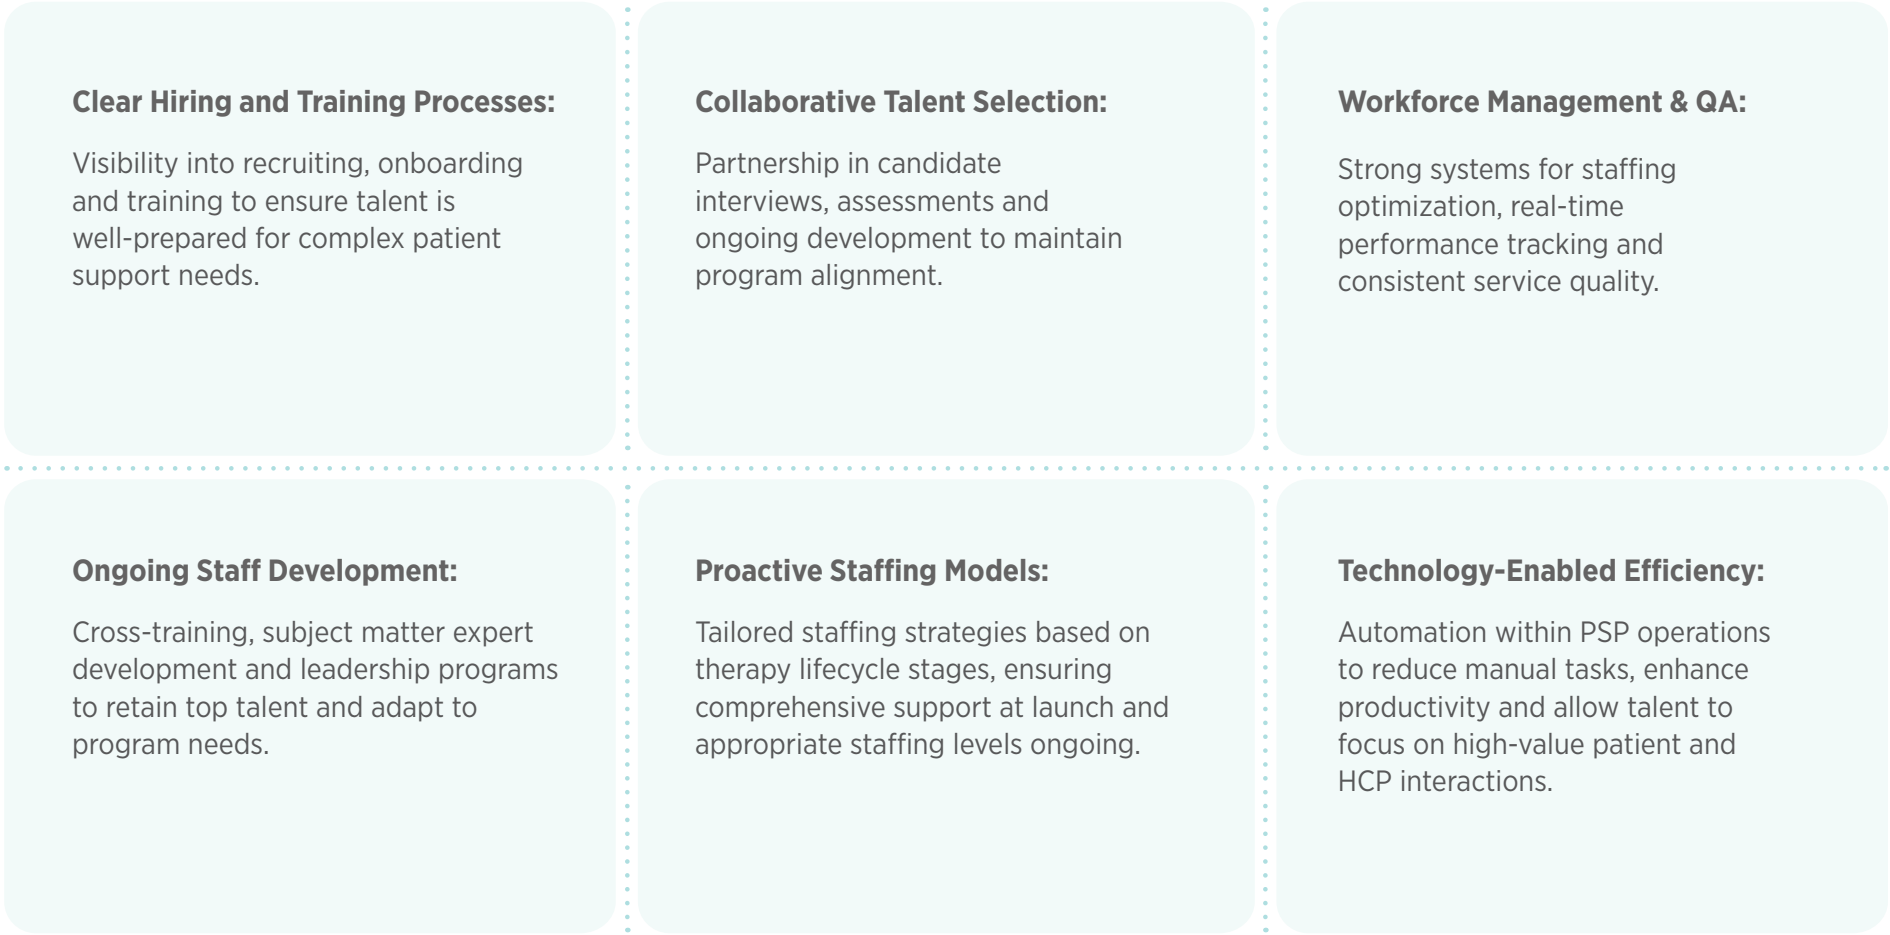 Clear Hiring and Training Processes:
Visibility into recruiting, onboarding
and training to ensure talent is
well-prepared for complex patient
support needs.
Collaborative Talent Selection:
Partnership in candidate
interviews, assessments and
ongoing development to maintain
program alignment.
Workforce Management & QA:
Strong systems for staffing
optimization, real-time
performance tracking and
consistent service quality.
Ongoing Staff Development:
Cross-training, subject matter expert
development and leadership programs
to retain top talent and adapt to
program needs.
Proactive Staffing Models:
Tailored staffing strategies based on
therapy lifecycle stages, ensuring
comprehensive support at launch and
appropriate staffing levels ongoing.
Technology-Enabled Efficiency:
Automation within PSP operations
to reduce manual tasks, enhance
productivity and allow talent to
focus on high-value patient and
HCP interactions.